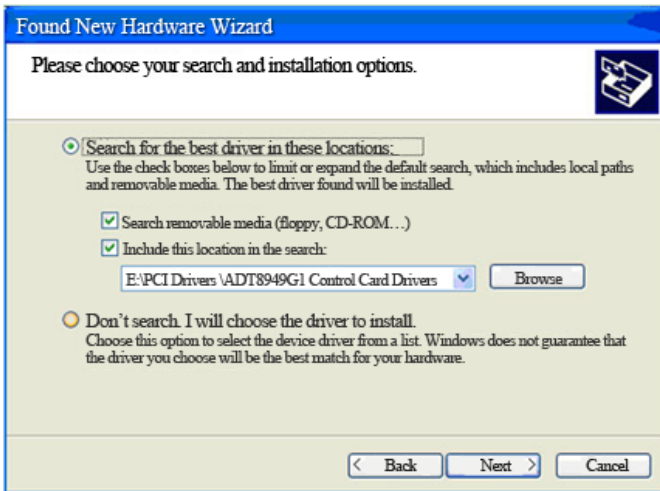 Found New Hardware Wizard
Please choose your search and installation options.
Search for the best driver in these locations:
Use the check boxes below to limit or expand the default search, which includes local paths
and removable media. The best driver found will be installed.
Search removable media (floppy, CD-ROM…)
Include this location in the search:
E:\PCI Drivers \ADT8949G1 Control Card Drivers
Browse
Don't search. I will choose the driver to install.
Choose this option to select the device driver from a list. Windows does not guarantee that
the driver you choose will be the best match for your hardware.
< Back
Next >
Cancel